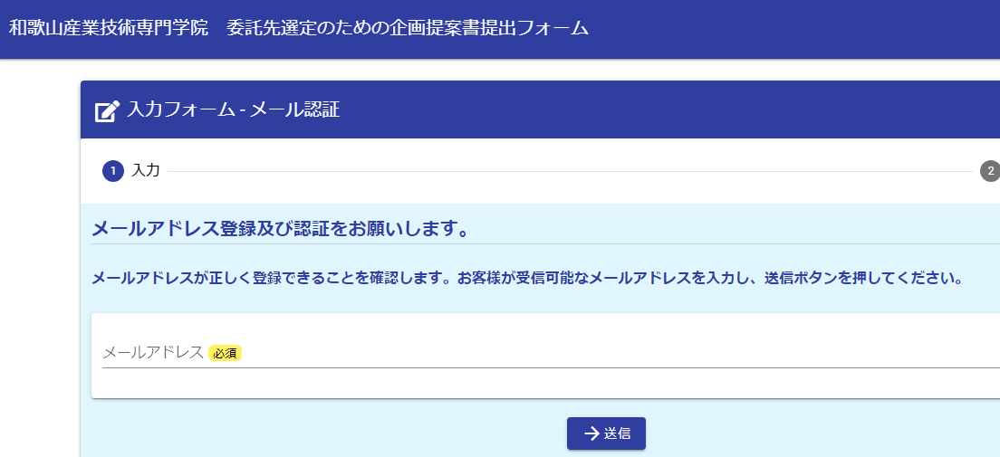 和歌山産業技術専門学院　委託先選定のための企画提案書提出フォーム
入力フォーム - メール認証
1 入力
2
メールアドレス登録及び認証をお願いします。
メールアドレスが正しく登録できることを確認します。お客様が受信可能なメールアドレスを入力し、送信ボタンを押してください。
メールアドレス 必須
送信